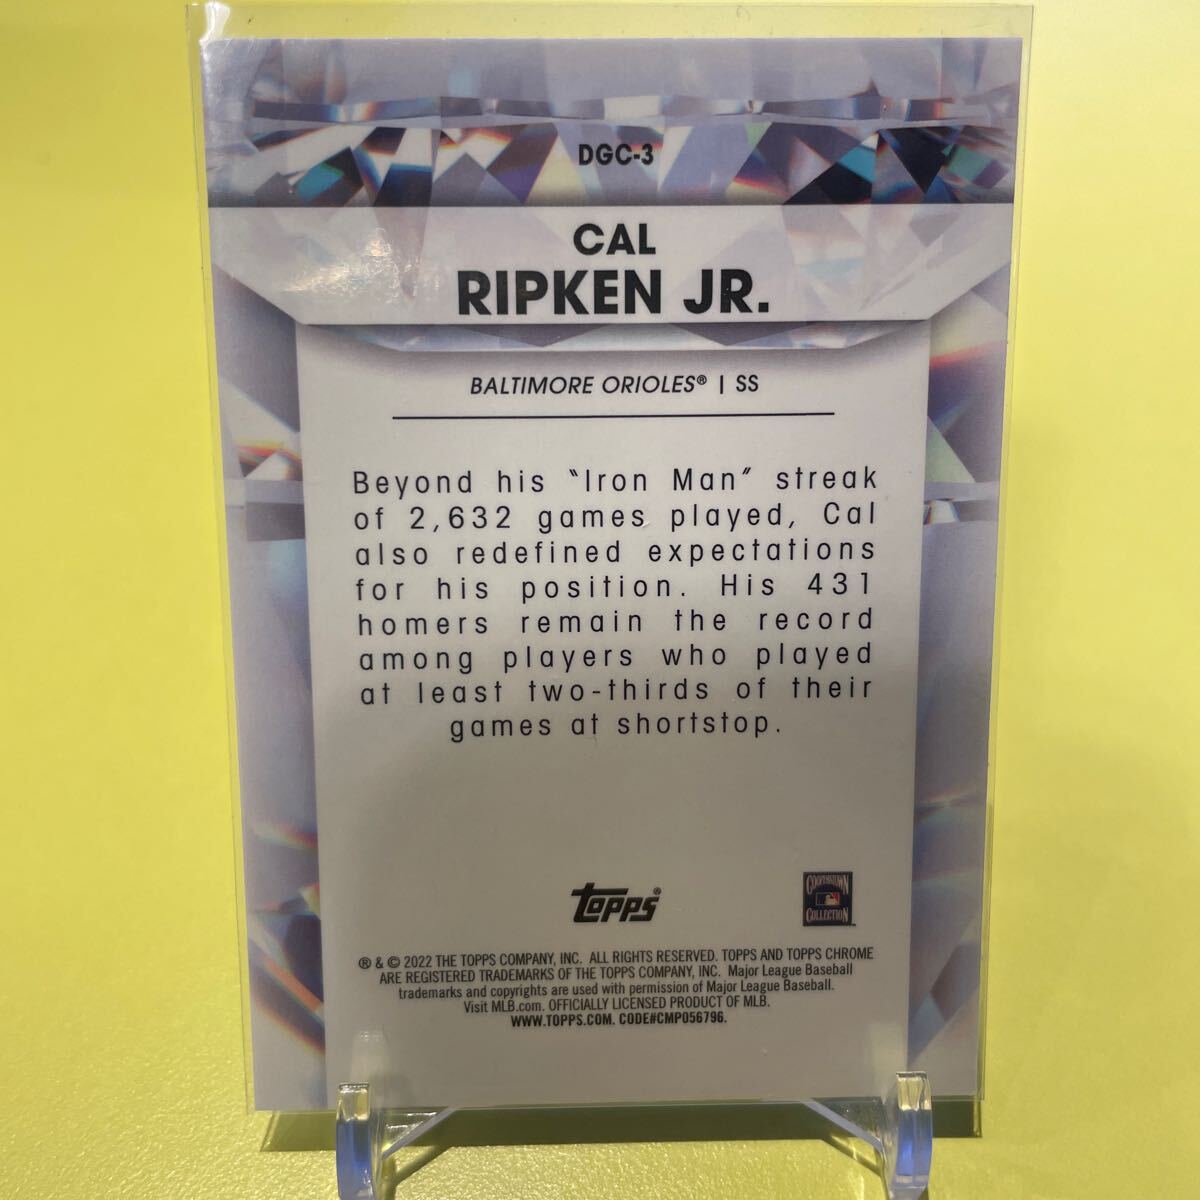 DGC-3
CAL
RIPKEN JR.
BALTIMORE ORIOLES® | SS
Beyond his "Iron Man" streak
of 2,632 games played, Cal
also redefined expectations
for his position. His 431
homers remain the record
among players who played
at least two-thirds of their
games at shortstop.
topps®
COOPERSTOWN
COLLECTION
® & © 2022 THE TOPPS COMPANY, INC. ALL RIGHTS RESERVED. TOPPS AND TOPPS CHROME
ARE REGISTERED TRADEMARKS OF THE TOPPS COMPANY, INC. Major League Baseball
trademarks and copyrights are used with permission of Major League Baseball.
Visit MLB.com. OFFICIALLY LICENSED PRODUCT OF MLB.
WWW.TOPPS.COM. CODE#CMP056796.